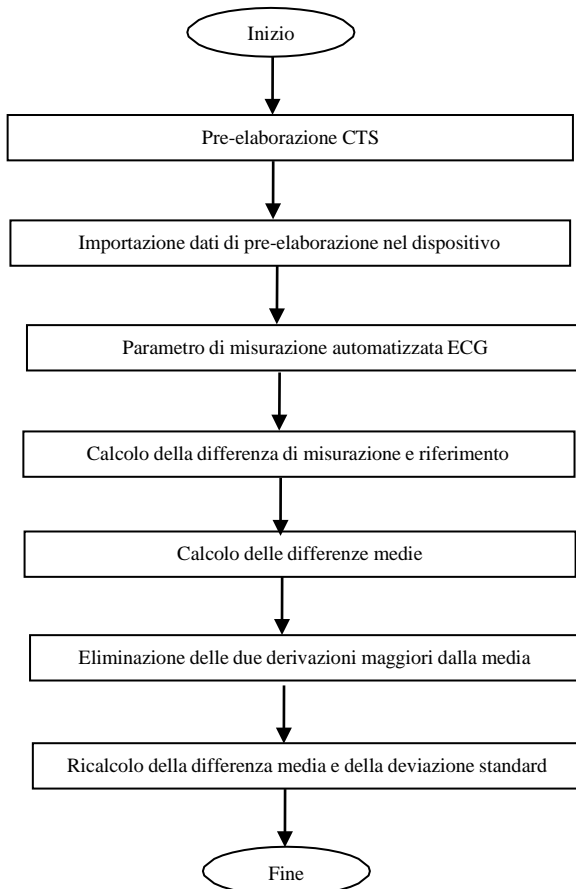 Inizio
Pre-elaborazione CTS
Importazione dati di pre-elaborazione nel dispositivo
Parametro di misurazione automatizzata ECG
Calcolo della differenza di misurazione e riferimento
Calcolo delle differenze medie
Eliminazione delle due derivazioni maggiori dalla media
Ricalcolo della differenza media e della deviazione standard
Fine